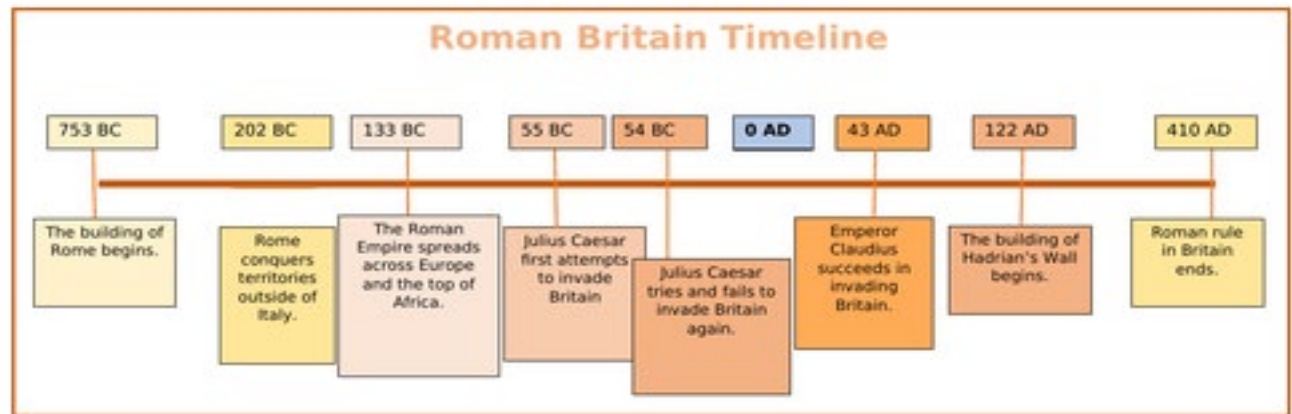 Roman Britain Timeline
753 BC
202 BC
133 BC
55 BC
54 BC
0 AD
43 AD
122 AD
410 AD
The building of
Rome begins.
Rome
conquers
territories
outside of
Italy.
The Roman
Empire spreads
across Europe
and the top of
Africa.
Julius Caesar
first attempts
to invade
Britain
Julius Caesar
tries and fails to
invade Britain
again.
Emperor
Claudius
succeeds in
invading
Britain.
The building of
Hadrian's Wall
begins.
Roman rule
in Britain
ends.